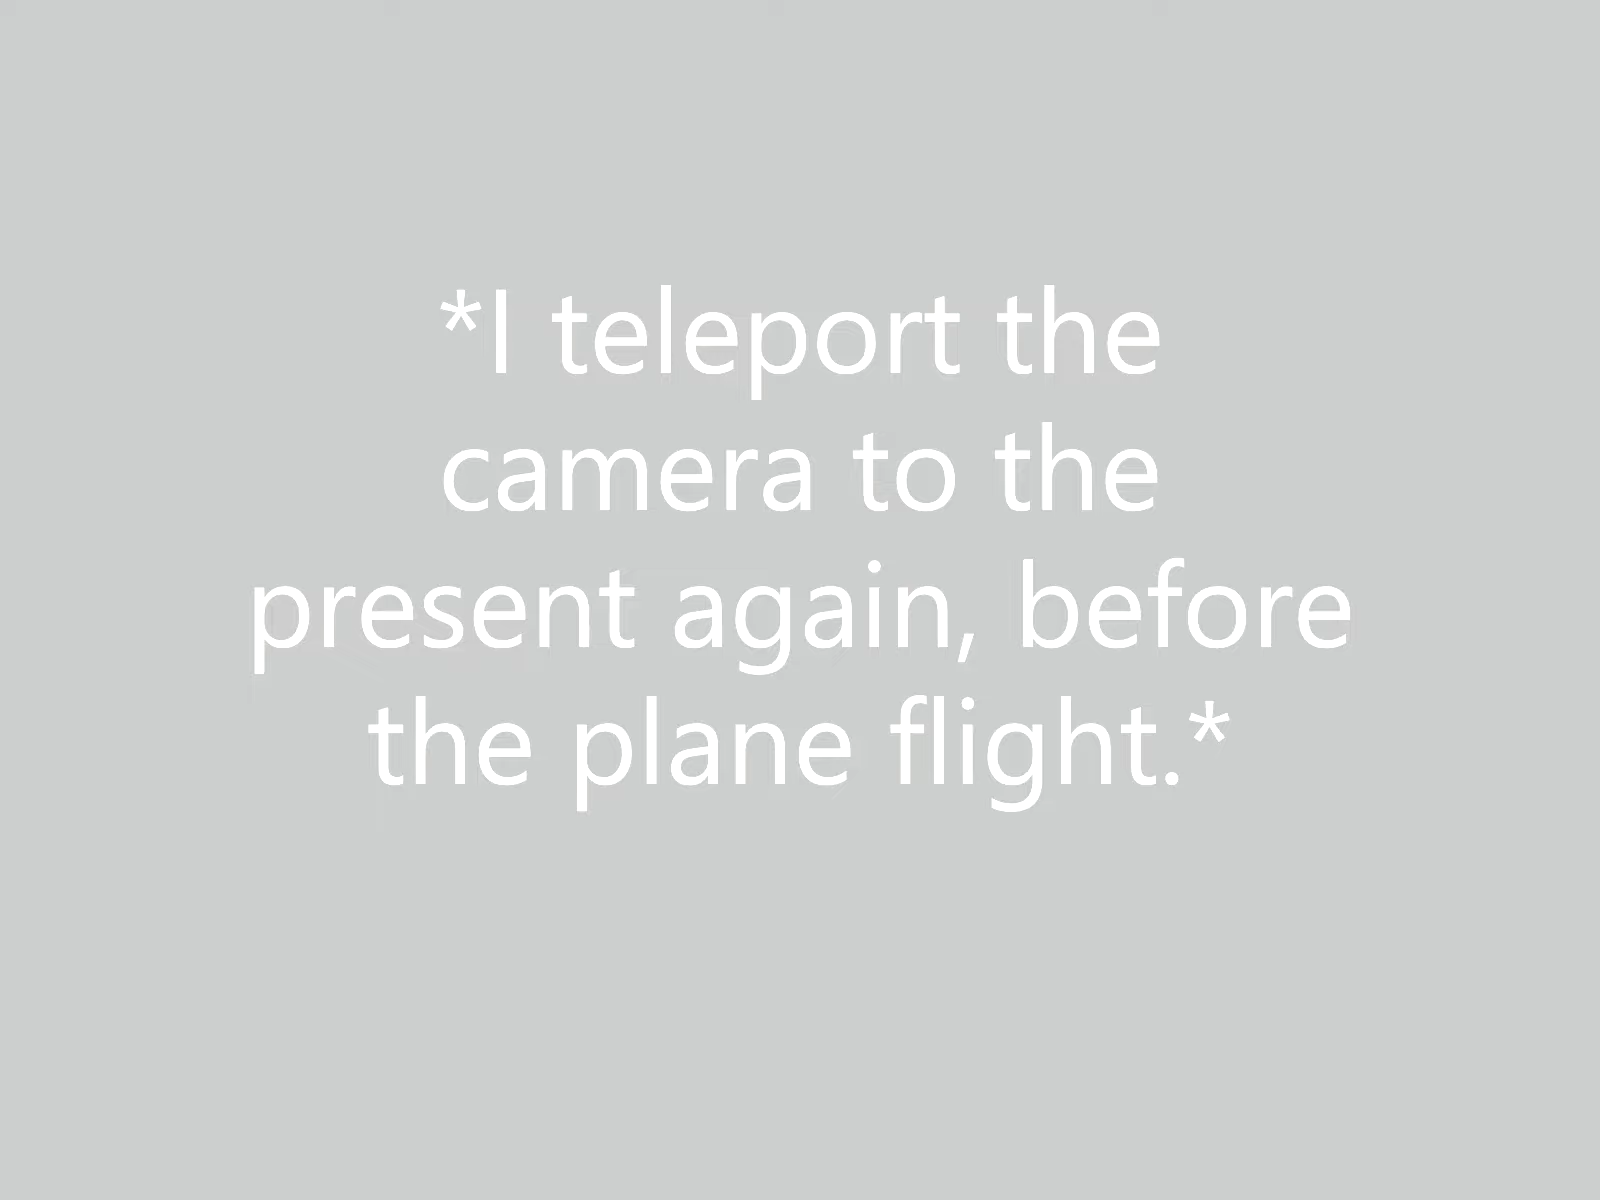 *I teleport the
camera to the
present again, before
the plane flight.*